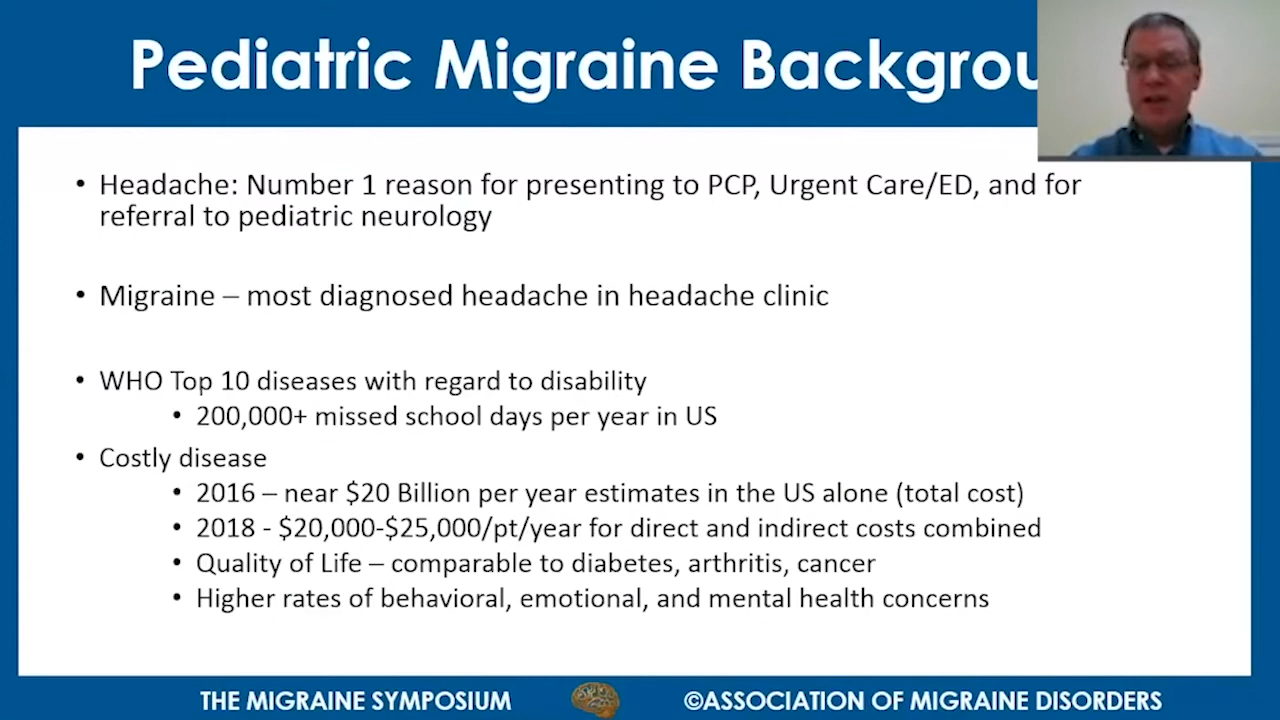 Pediatric Migraine Backgrou
• Headache: Number 1 reason for presenting to PCP, Urgent Care/ED, and for
referral to pediatric neurology
• Migraine – most diagnosed headache in headache clinic
• WHO Top 10 diseases with regard to disability
• 200,000+ missed school days per year in US
• Costly disease
• 2016 – near $20 Billion per year estimates in the US alone (total cost)
• 2018 - $20,000-$25,000/pt/year for direct and indirect costs combined
• Quality of Life – comparable to diabetes, arthritis, cancer
• Higher rates of behavioral, emotional, and mental health concerns
THE MIGRAINE SYMPOSIUM ©ASSOCIATION OF MIGRAINE DISORDERS